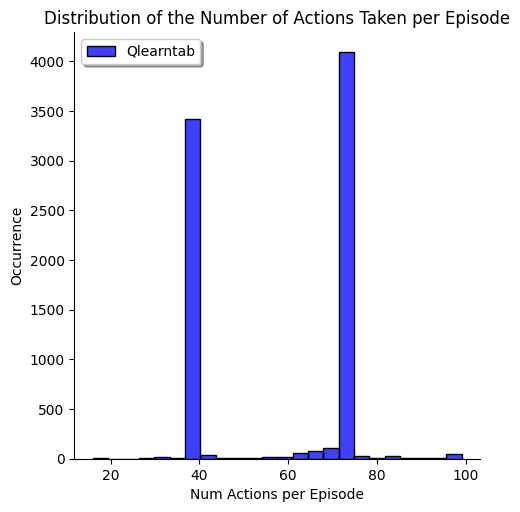 Distribution of the Number of Actions Taken per Episode
Qlearntab
4000
3500
3000
2500
2000
1500
1000
500
0
Occurrence
20 40 60 80 100
Num Actions per Episode